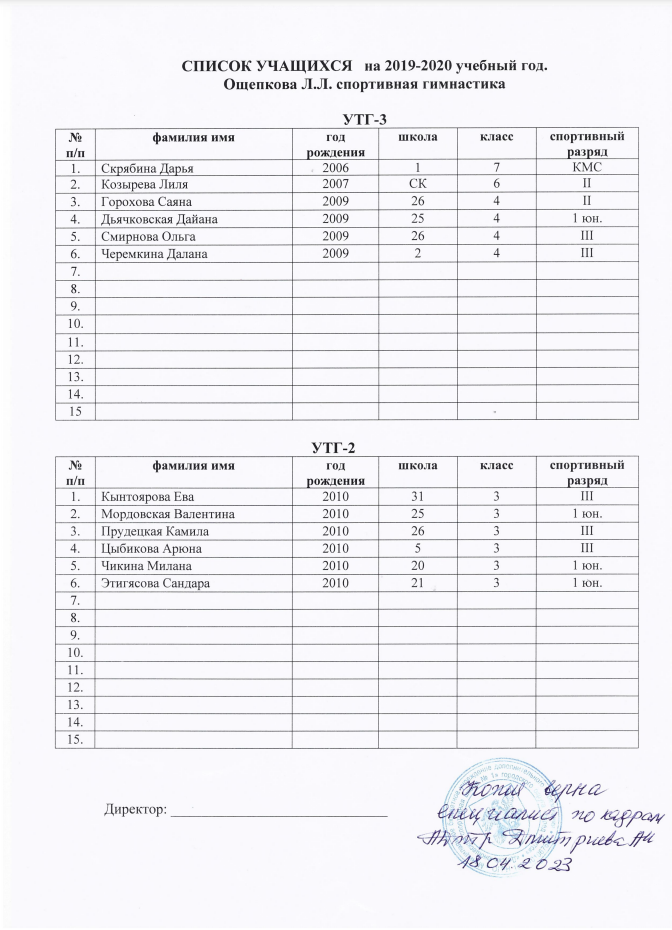 СПИСОК УЧАЩИХСЯ на 2019-2020 учебный год.
Ощепкова Л.Л. спортивная гимнастика
УТГ-3
№ п/п фамилия имя год рождения школа класс спортивный разряд
1. Скрябина Дарья 2006 1 7 КМС
2. Козырева Лиля 2007 СК 6 II
3. Горохова Саяна 2009 26 4 II
4. Дьячковская Дайана 2009 25 4 1 юн.
5. Смирнова Ольга 2009 26 4 III
6. Черемкина Далана 2009 2 4 III
7.
8.
9.
10.
11.
12.
13.
14.
15
УТГ-2
№ п/п фамилия имя год рождения школа класс спортивный разряд
1. Кынтоярова Ева 2010 31 3 III
2. Мордовская Валентина 2010 25 3 1 юн.
3. Прудецкая Камила 2010 26 3 III
4. Цыбикова Арюна 2010 5 3 III
5. Чикина Милана 2010 20 3 1 юн.
6. Этигясова Сандара 2010 21 3 1 юн.
7.
8.
9.
10.
11.
12.
13.
14.
15.
Директор:
Копия верна
специалист по кадрам
Дмитриева АИ
18.04.2023